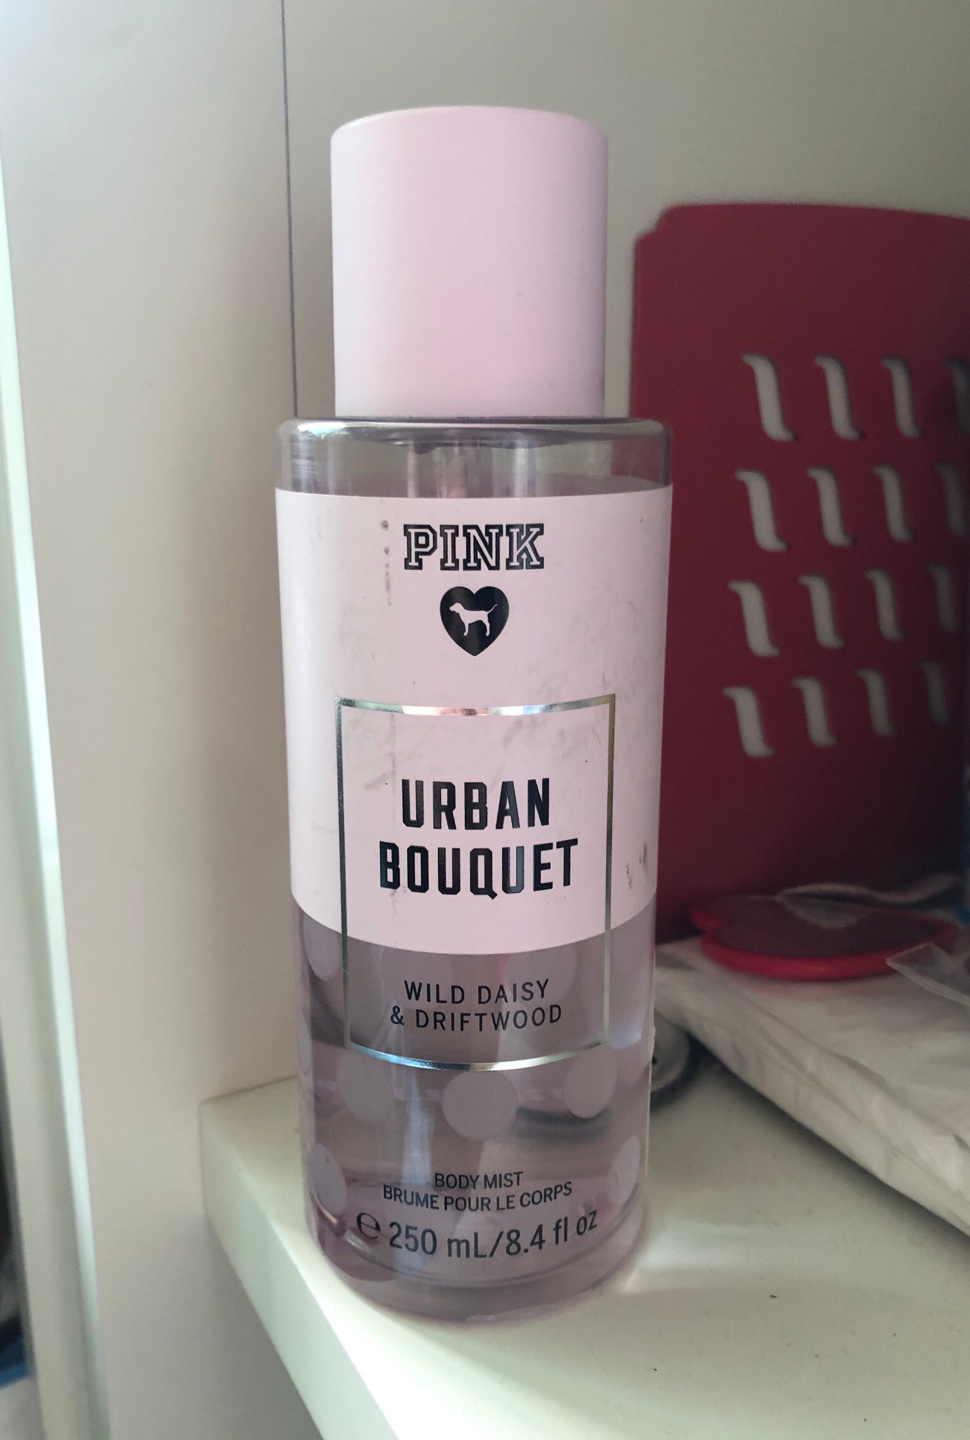 PINK
URBAN
BOUQUET
WILD DAISY
& DRIFTWOOD
BODY MIST
BRUME POUR LE CORPS
℮ 250 mL/8.4 fl oz